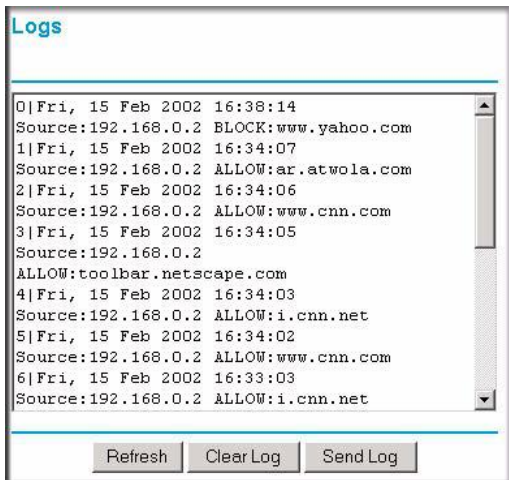 Logs
0|Fri, 15 Feb 2002 16:38:14
Source:192.168.0.2 BLOCK:www.yahoo.com
1|Fri, 15 Feb 2002 16:34:07
Source:192.168.0.2 ALLOW:ar.atwola.com
2|Fri, 15 Feb 2002 16:34:06
Source:192.168.0.2 ALLOW:www.cnn.com
3|Fri, 15 Feb 2002 16:34:05
Source:192.168.0.2
ALLOW:toolbar.netscape.com
4|Fri, 15 Feb 2002 16:34:03
Source:192.168.0.2 ALLOW:i.cnn.net
5|Fri, 15 Feb 2002 16:34:02
Source:192.168.0.2 ALLOW:www.cnn.com
6|Fri, 15 Feb 2002 16:33:03
Source:192.168.0.2 ALLOW:i.cnn.net
Refresh Clear Log Send Log